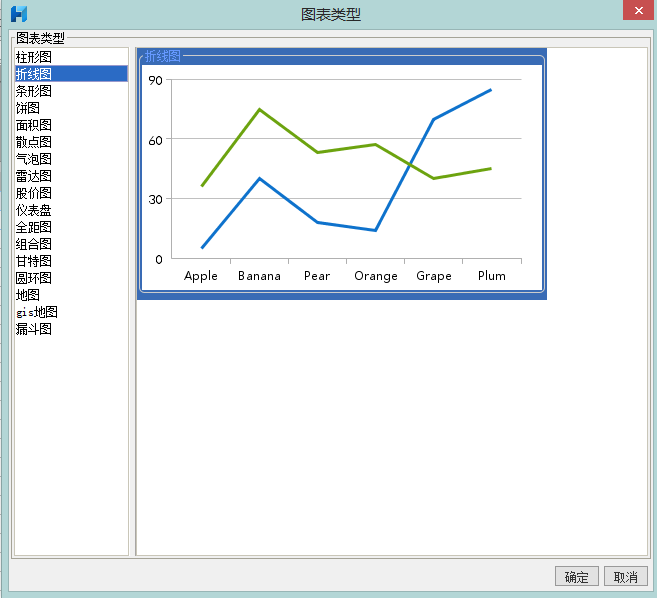 图表类型
图表类型
柱形图
折线图
条形图
饼图
面积图
散点图
气泡图
雷达图
股价图
仪表盘
全距图
组合图
甘特图
圆环图
地图
gis地图
漏斗图
折线图
90
60
30
0
Apple Banana Pear Orange Grape Plum
确定 取消